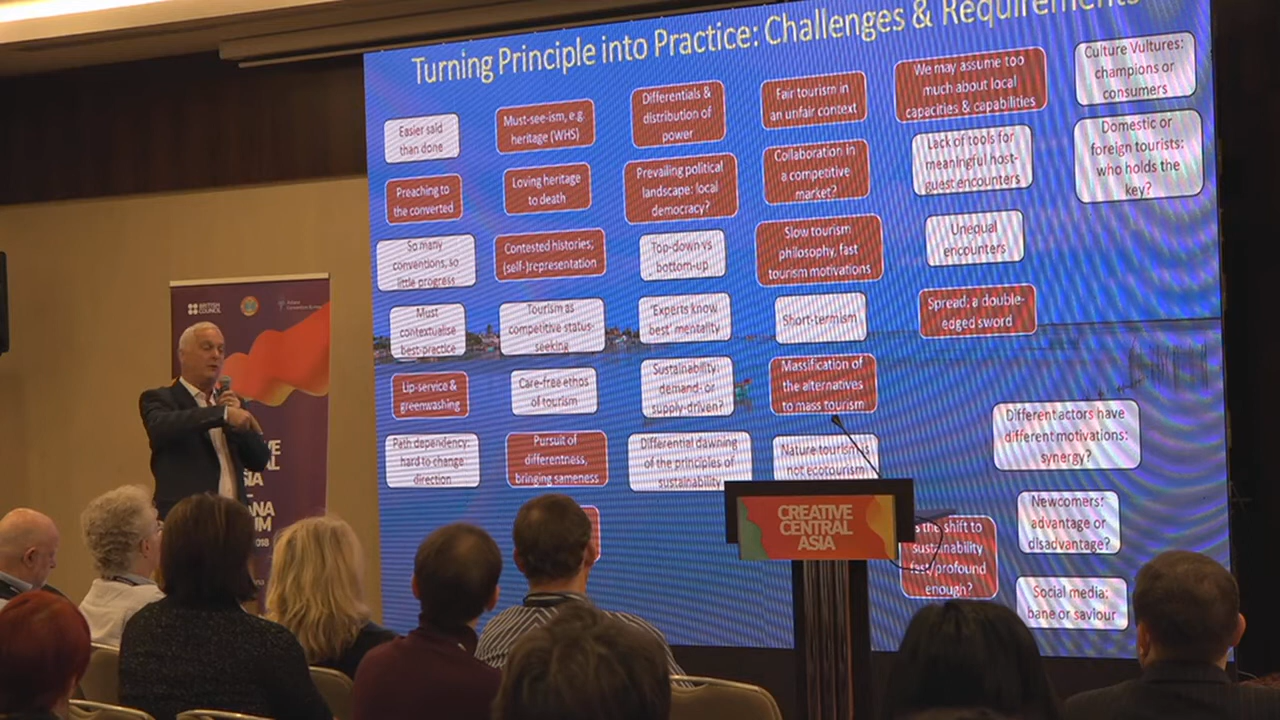 Turning Principle into Practice: Challenges & Requirements
Easier said
than done
Preaching to
the converted
So many
conventions, so
little progress
Must
contextualise
best-practice
Lip-service &
greenwashing
Path dependency:
hard to change
direction
Must-see-ism, e.g.
heritage (WHS)
Loving heritage
to death
Contested histories;
(self-)representation
Tourism as
competitive status-
seeking
Care-free ethos
of tourism
Pursuit of
differentness,
bringing sameness
Differentials &
distribution of
power
Prevailing political
landscape: local
democracy?
Top-down vs
bottom-up
'Experts know
best' mentality
Sustainability:
demand- or
supply-driven?
Differential dawning
of the principles of
sustainability
Fair tourism in
an unfair context
Collaboration in
a competitive
market?
Slow tourism
philosophy, fast
tourism motivations
Short-termism
Massification of
the alternatives
to mass tourism
Nature tourism is
not ecotourism
We may assume too
much about local
capacities & capabilities
Lack of tools for
meaningful host-
guest encounters
Unequal
encounters
Spread: a double-
edged sword
Is the shift to
sustainability
fast/profound
enough?
Culture Vultures:
champions or
consumers
Domestic or
foreign tourists:
who holds the
key?
Different actors have
different motivations:
synergy?
Newcomers:
advantage or
disadvantage?
Social media:
bane or saviour
BRITISH
COUNCIL
2018
CREATIVE
CENTRAL
ASIA